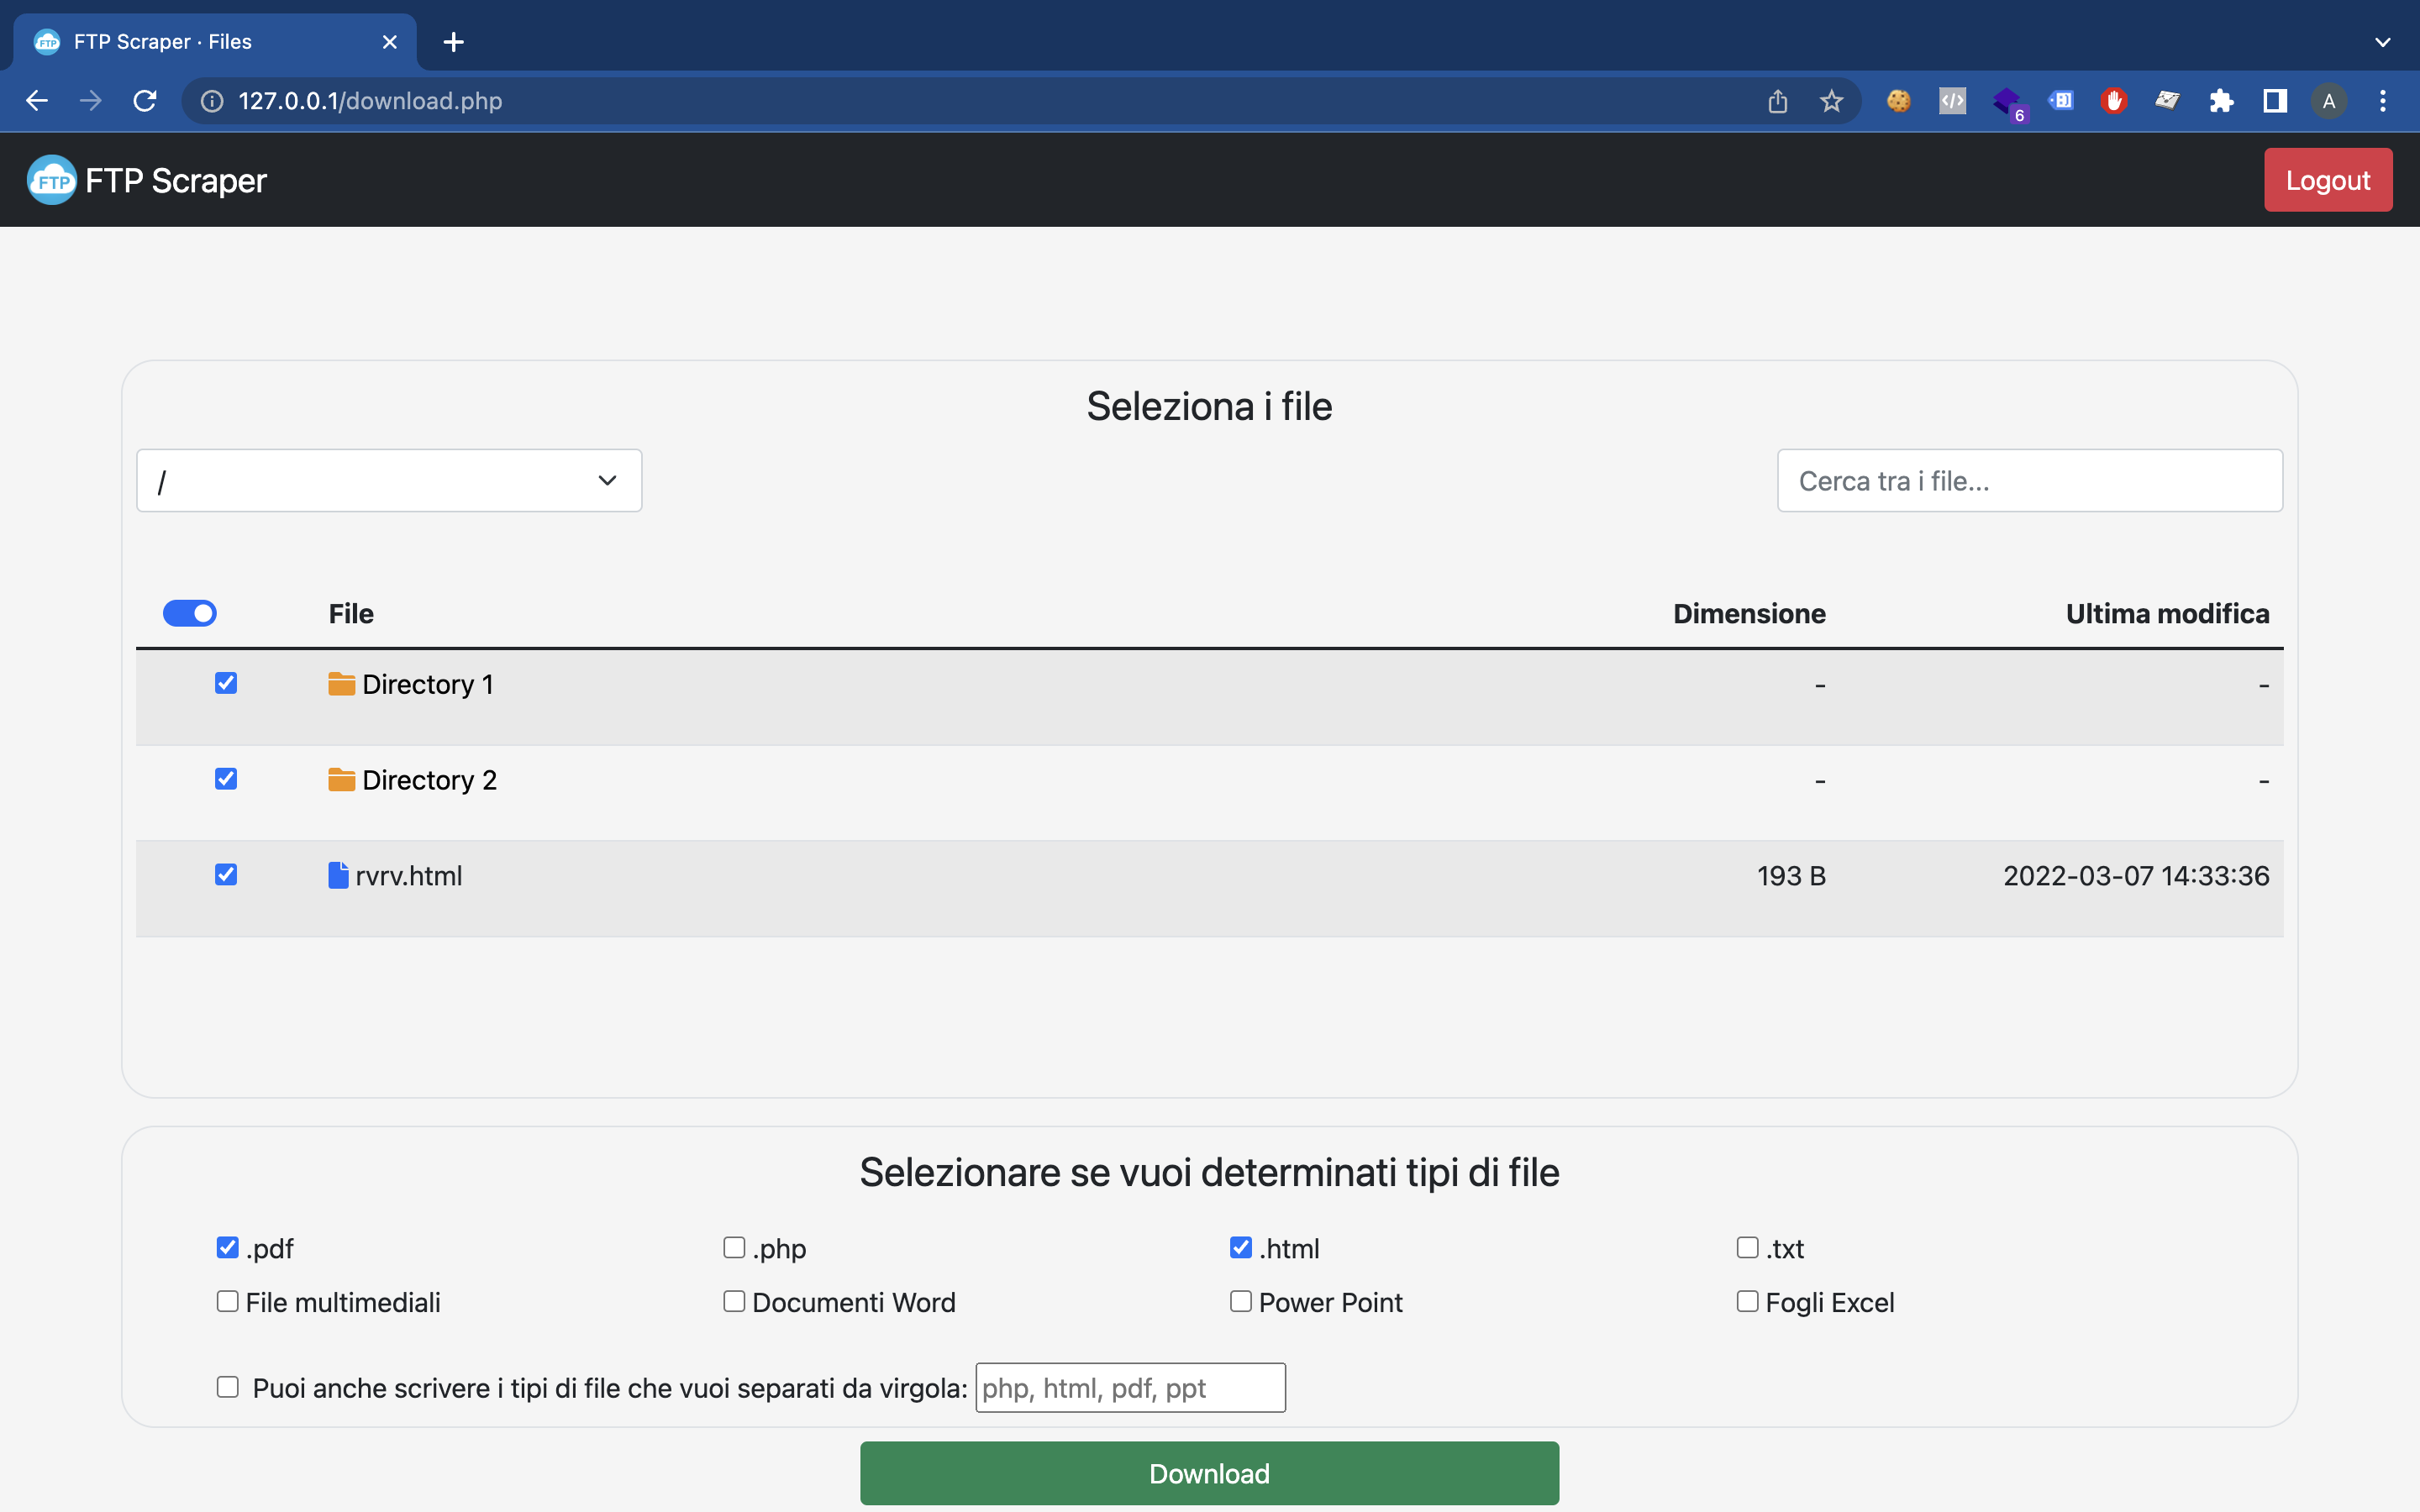 FTP Scraper · Files
127.0.0.1/download.php
6
A
FTP
FTP Scraper
Logout
Seleziona i file
/
Cerca tra i file...
File Dimensione Ultima modifica
Directory 1 - -
Directory 2 - -
rvrv.html 193 B 2022-03-07 14:33:36
Selezionare se vuoi determinati tipi di file
.pdf .php .html .txt
File multimediali Documenti Word Power Point Fogli Excel
Puoi anche scrivere i tipi di file che vuoi separati da virgola: php, html, pdf, ppt
Download